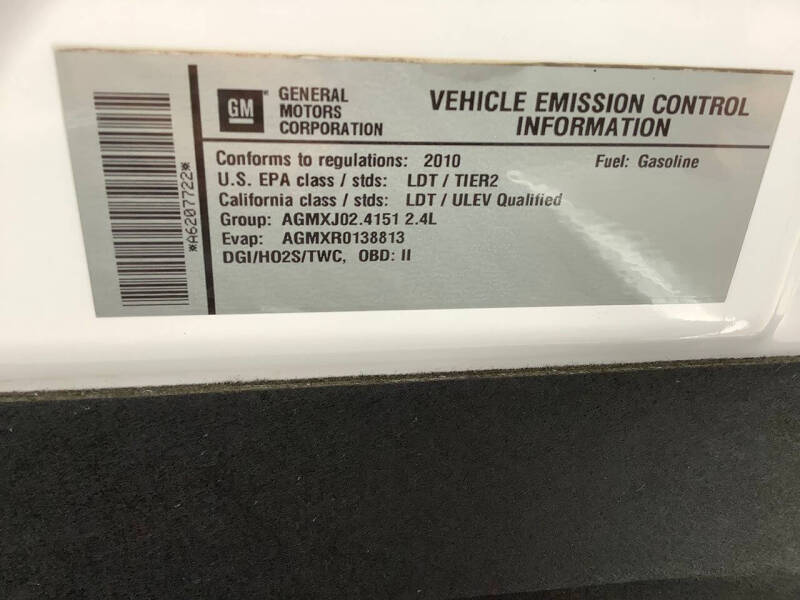 GM
GENERAL
MOTORS
CORPORATION
VEHICLE EMISSION CONTROL
INFORMATION
Conforms to regulations: 2010 Fuel: Gasoline
U.S. EPA class / stds: LDT / TIER2
California class / stds: LDT / ULEV Qualified
Group: AGMXJ02.4151 2.4L
Evap: AGMXR0138813
DGI/HO2S/TWC, OBD: II
*A6207722*